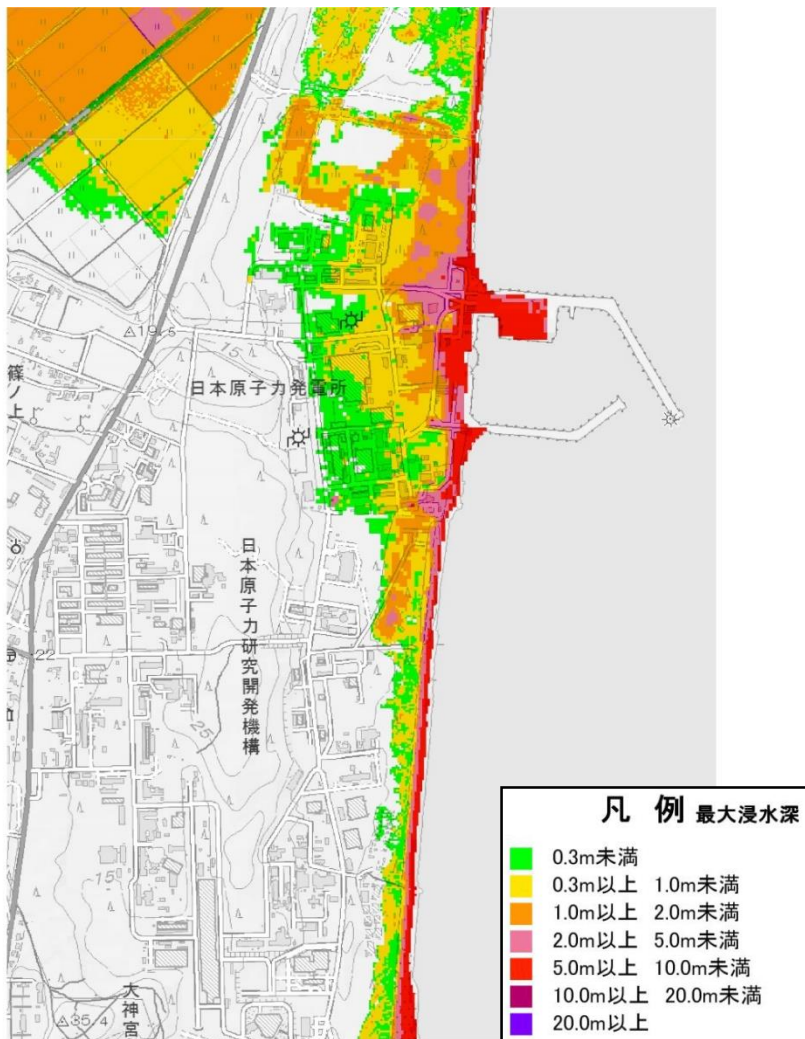 △19.5
15
篠ノ上
日本原子力発電所
日本原子力研究開発機構
22
25
15
大神宮
△35.4
凡 例 最大浸水深
0.3m未満
0.3m以上 1.0m未満
1.0m以上 2.0m未満
2.0m以上 5.0m未満
5.0m以上 10.0m未満
10.0m以上 20.0m未満
20.0m以上